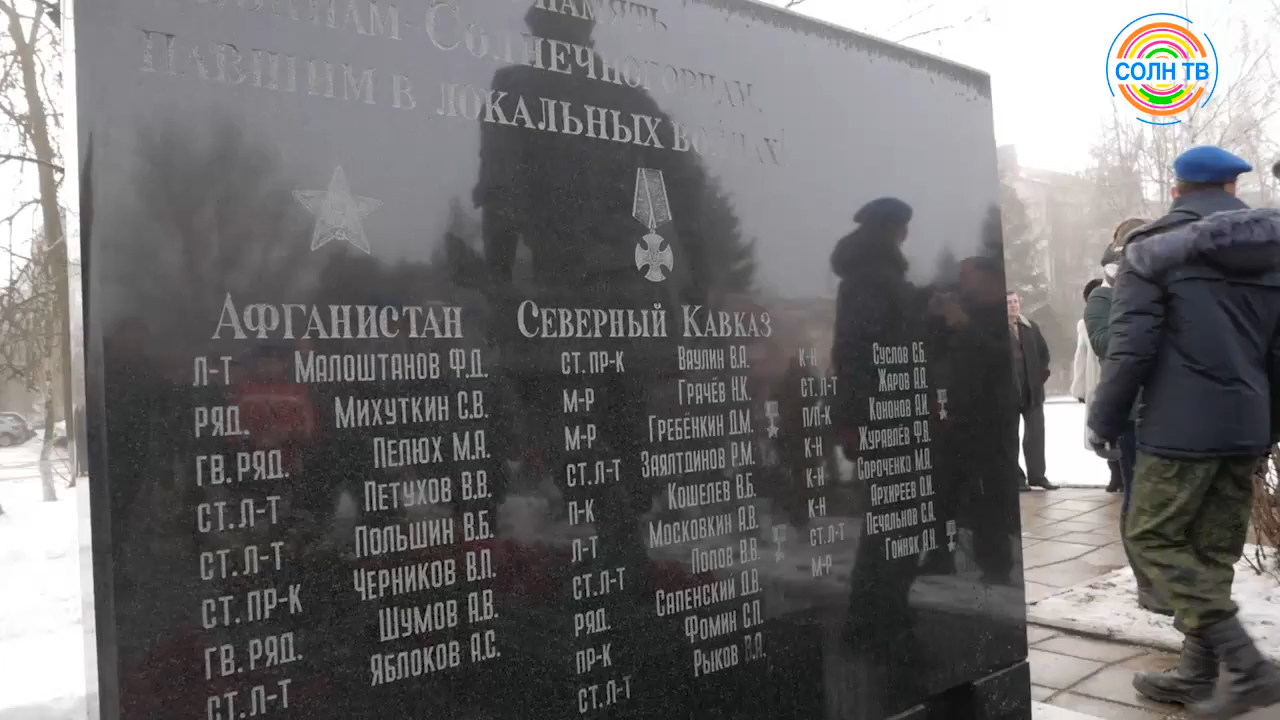 ПАМЯТЬ
СОЛНЕЧНОГОРЦАМ,
ПАВШИМ В ЛОКАЛЬНЫХ ВОЙНАХ
АФГАНИСТАН
Л-Т МАЛОШТАНОВ Ф.Д.
РЯД. МИХУТКИН С.В.
ГВ.РЯД. ПЕЛЮХ М.А.
СТ.Л-Т ПЕТУХОВ В.В.
СТ.Л-Т ПОЛЬШИН В.Б.
СТ.ПР-К ЧЕРНИКОВ В.П.
ГВ.РЯД. ШУМОВ А.В.
СТ.Л-Т ЯБЛОКОВ А.С.
СЕВЕРНЫЙ КАВКАЗ
СТ.ПР-К ВАУЛИН В.А.
М-Р ГРАЧЁВ Н.К.
М-Р ГРЕБЁНКИН Д.М.
СТ.Л-Т ЗАЯЛТДИНОВ Р.М.
П-К КОШЕЛЕВ В.Б.
Л-Т МОСКОВКИН А.В.
СТ.Л-Т ПОПОВ В.В.
РЯД. САПЕНСКИЙ Д.В.
ПР-К ФОМИН С.П.
СТ.Л-Т РЫКОВ В.А.
К-Н СУСЛОВ С.Б.
СТ.Л-Т ЖАРОВ А.А.
П/П-К КОНОНОВ А.И.
К-Н ЖУРАВЛЁВ Ф.В.
К-Н СОРОЧЕНКО М.А.
К-Н АРХИРЕЕВ О.И.
СТ.Л-Т ПЕЧАЛЬНОВ С.А.
М-Р ГОЙНЯК А.Н.
СОЛН ТВ